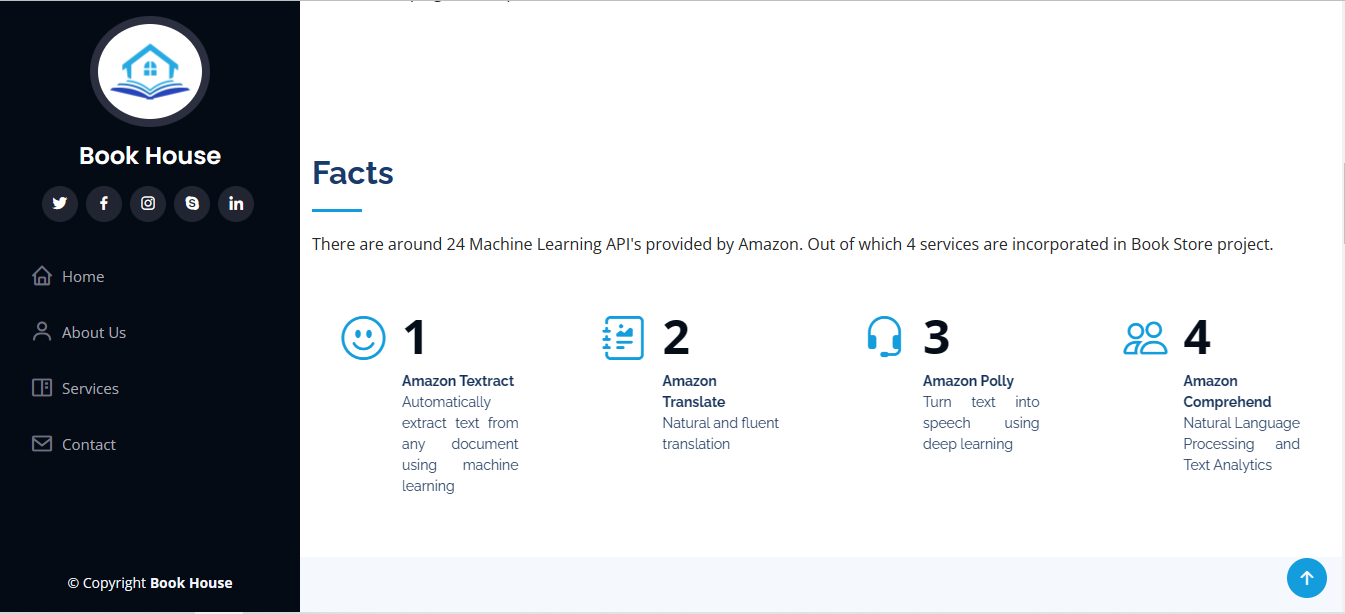 Book House
Home
About Us
Services
Contact
© Copyright Book House
Facts
There are around 24 Machine Learning API's provided by Amazon. Out of which 4 services are incorporated in Book Store project.
1
Amazon Textract
Automatically
extract text from
any document
using machine
learning
2
Amazon
Translate
Natural and fluent
translation
3
Amazon Polly
Turn text into
speech using
deep learning
4
Amazon
Comprehend
Natural Language
Processing and
Text Analytics